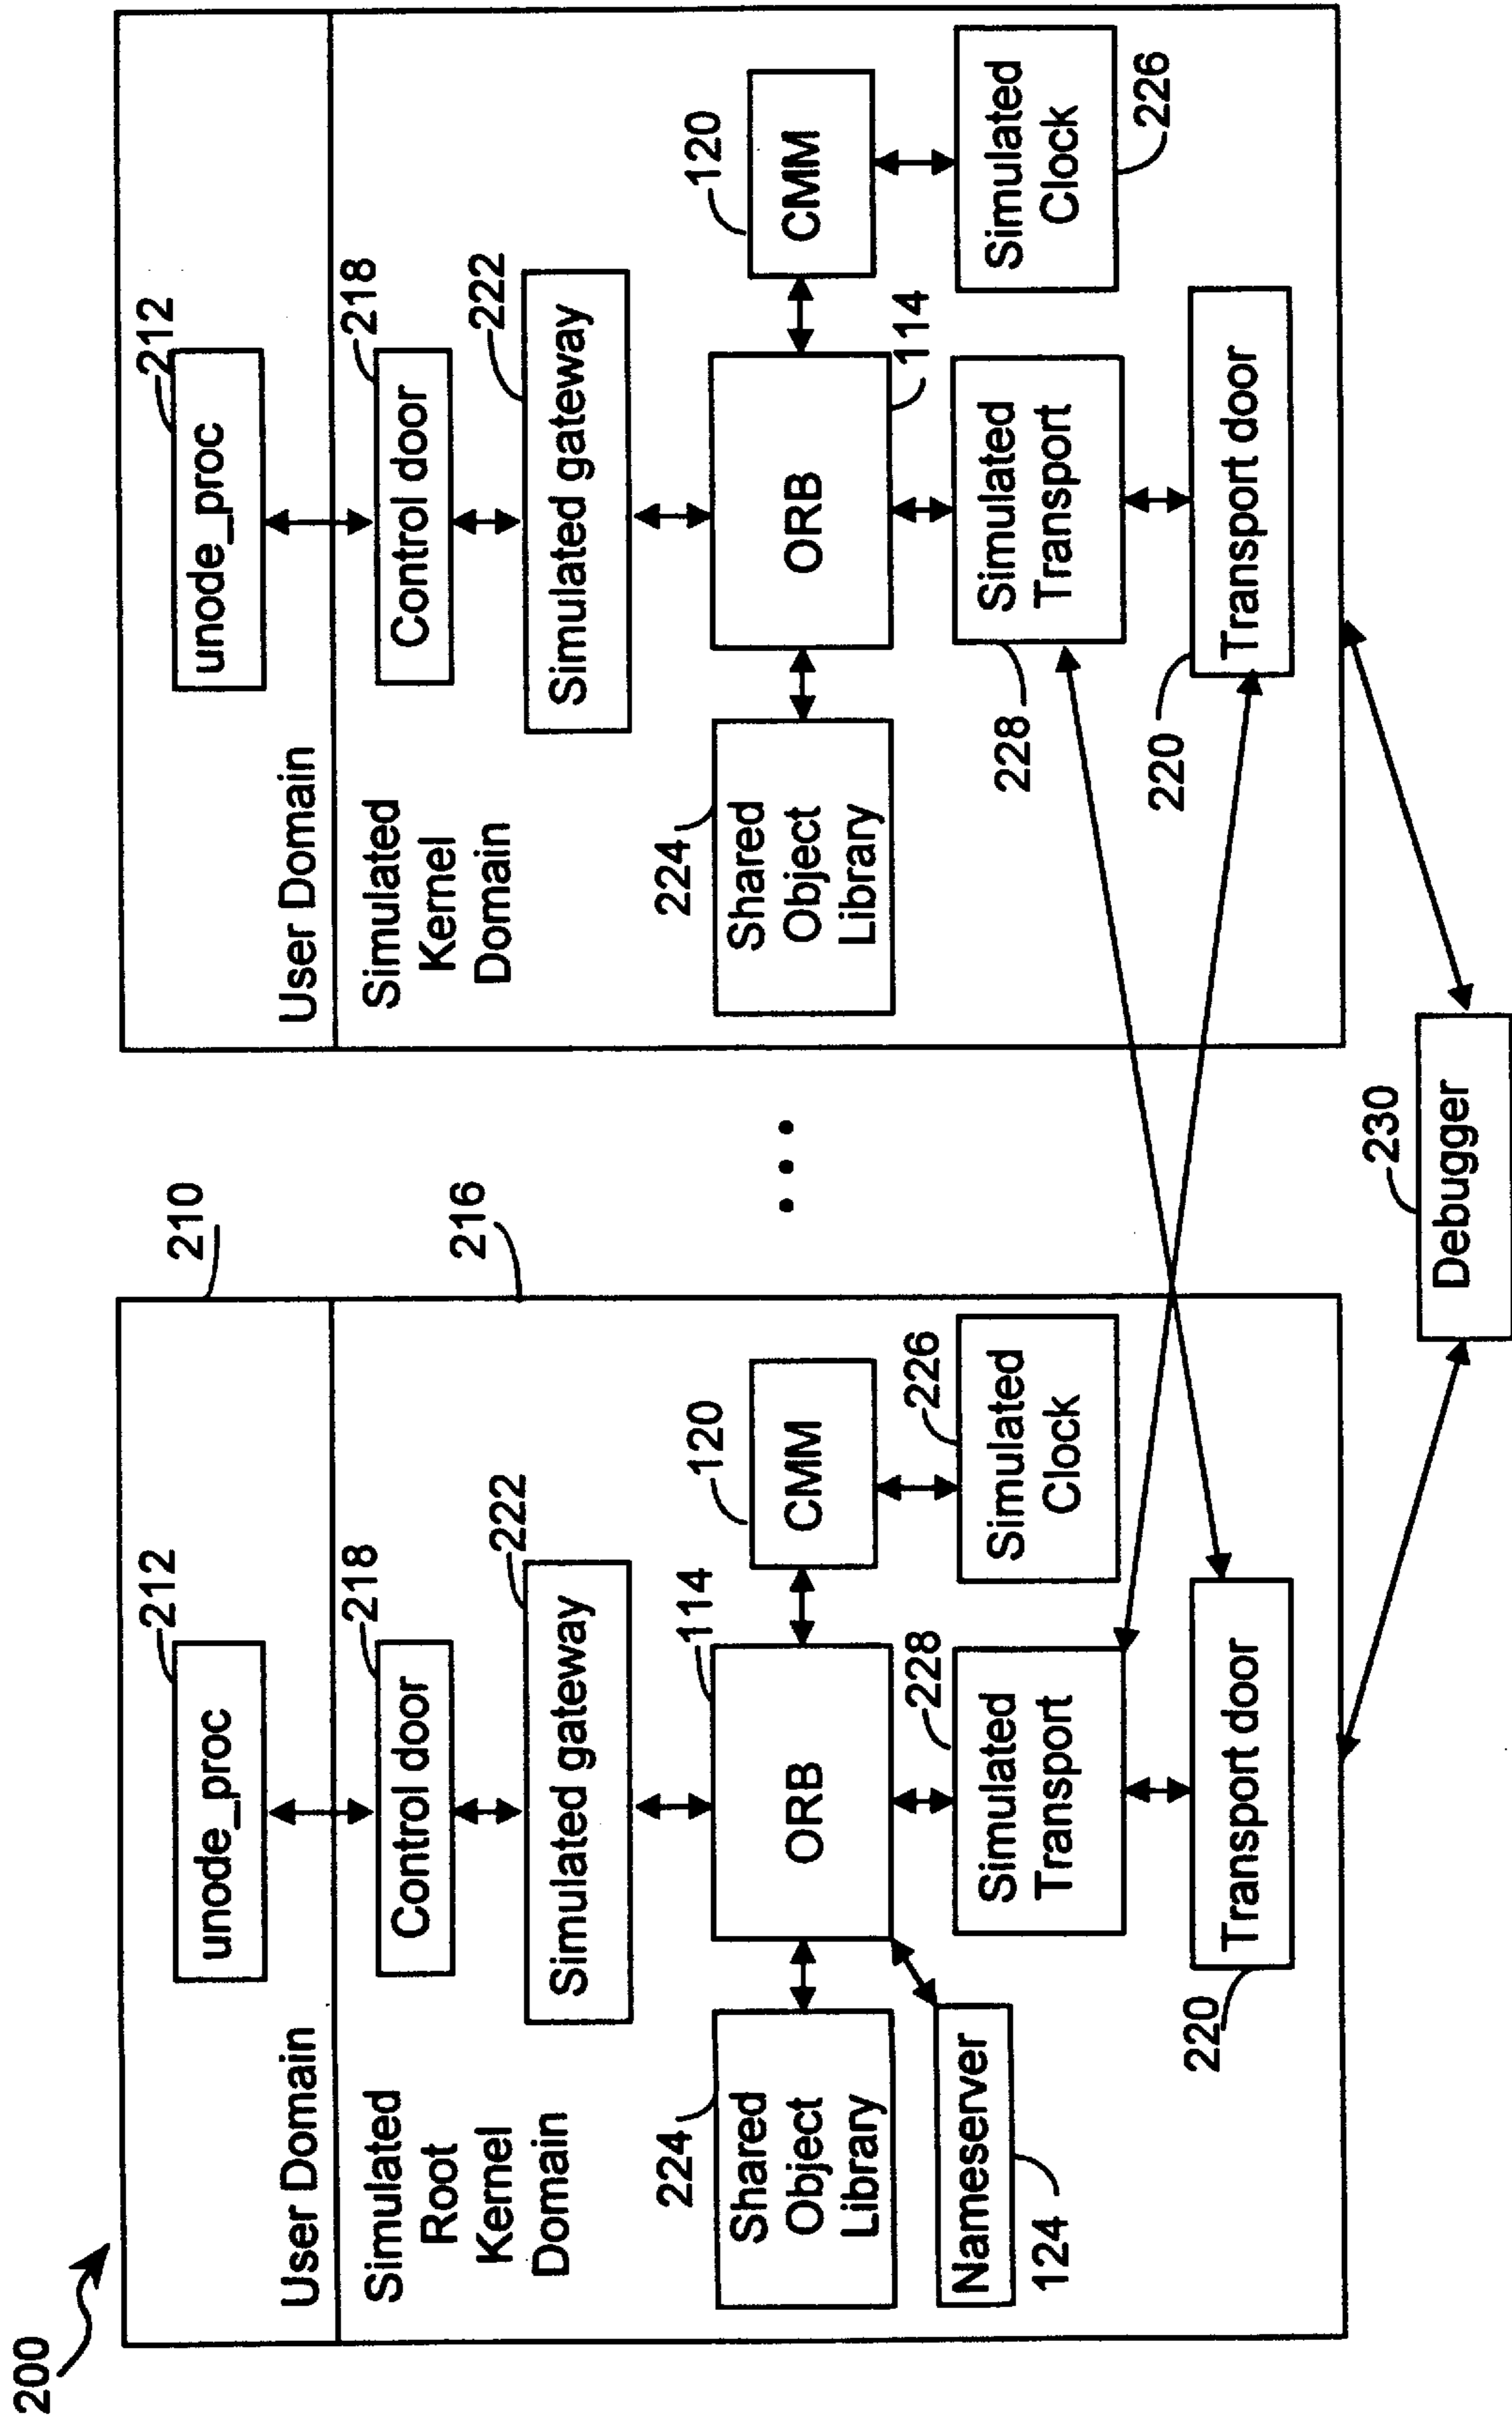 200
210
User Domain
212
unode_proc
216
Simulated
Root
Kernel
Domain
218
Control door
222
Simulated gateway
224
Shared
Object
Library
114
ORB
120
CMM
Nameserver
124
228
Simulated
Transport
226
Simulated
Clock
220
Transport door
User Domain
212
unode_proc
Simulated
Kernel
Domain
218
Control door
222
Simulated gateway
224
Shared
Object
Library
ORB
114
120
CMM
228
Simulated
Transport
Simulated
Clock
226
220
Transport door
230
Debugger